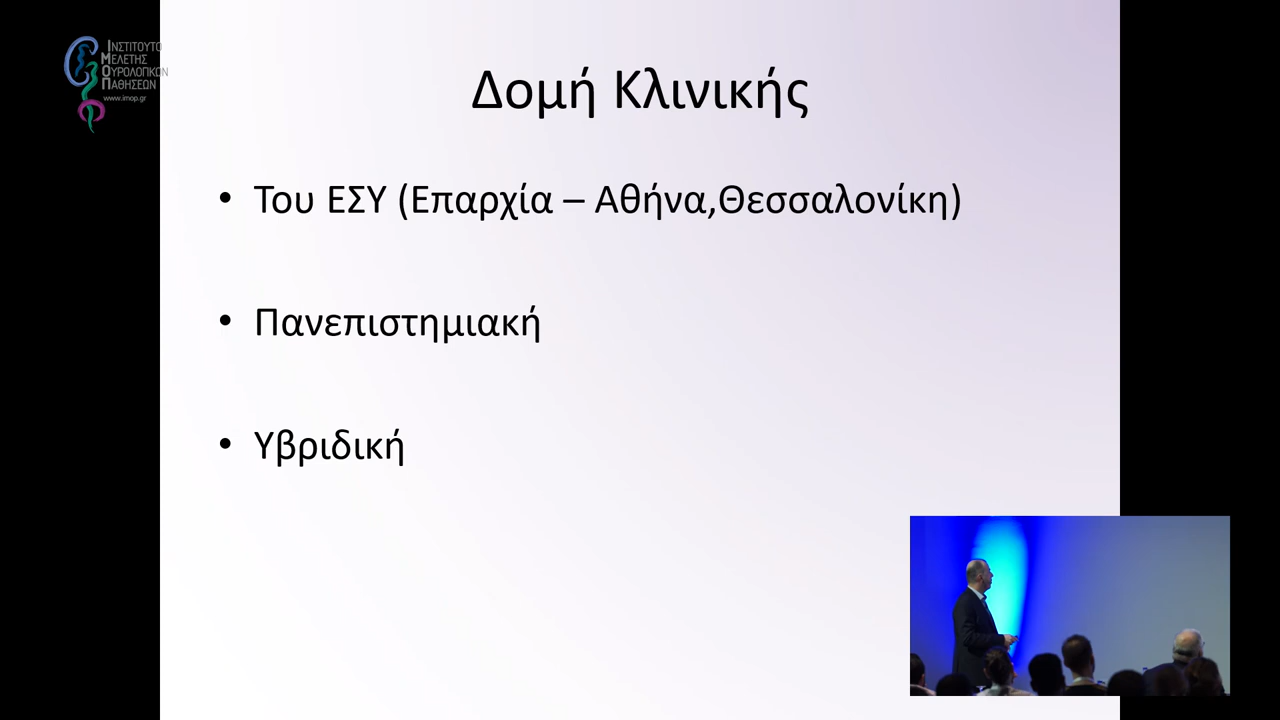 ΙΝΣΤΙΤΟΥΤΟ
ΜΕΛΕΤΗΣ
ΟΥΡΟΛΟΓΙΚΩΝ
ΠΑΘΗΣΕΩΝ
www.imop.gr
Δομή Κλινικής
• Του ΕΣΥ (Επαρχία – Αθήνα,Θεσσαλονίκη)
• Πανεπιστημιακή
• Υβριδική